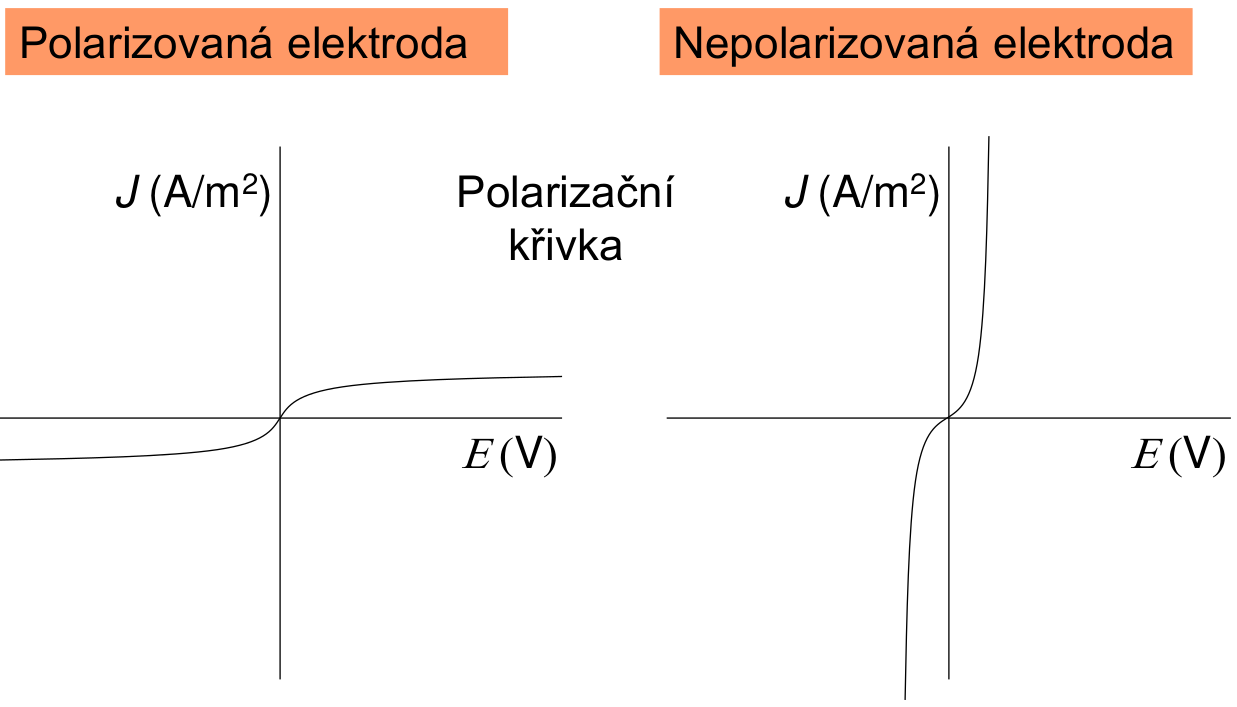 Polarizovaná elektroda
Nepolarizovaná elektroda
J (A/m²)
Polarizační
křivka
J (A/m²)
E (V)
E (V)